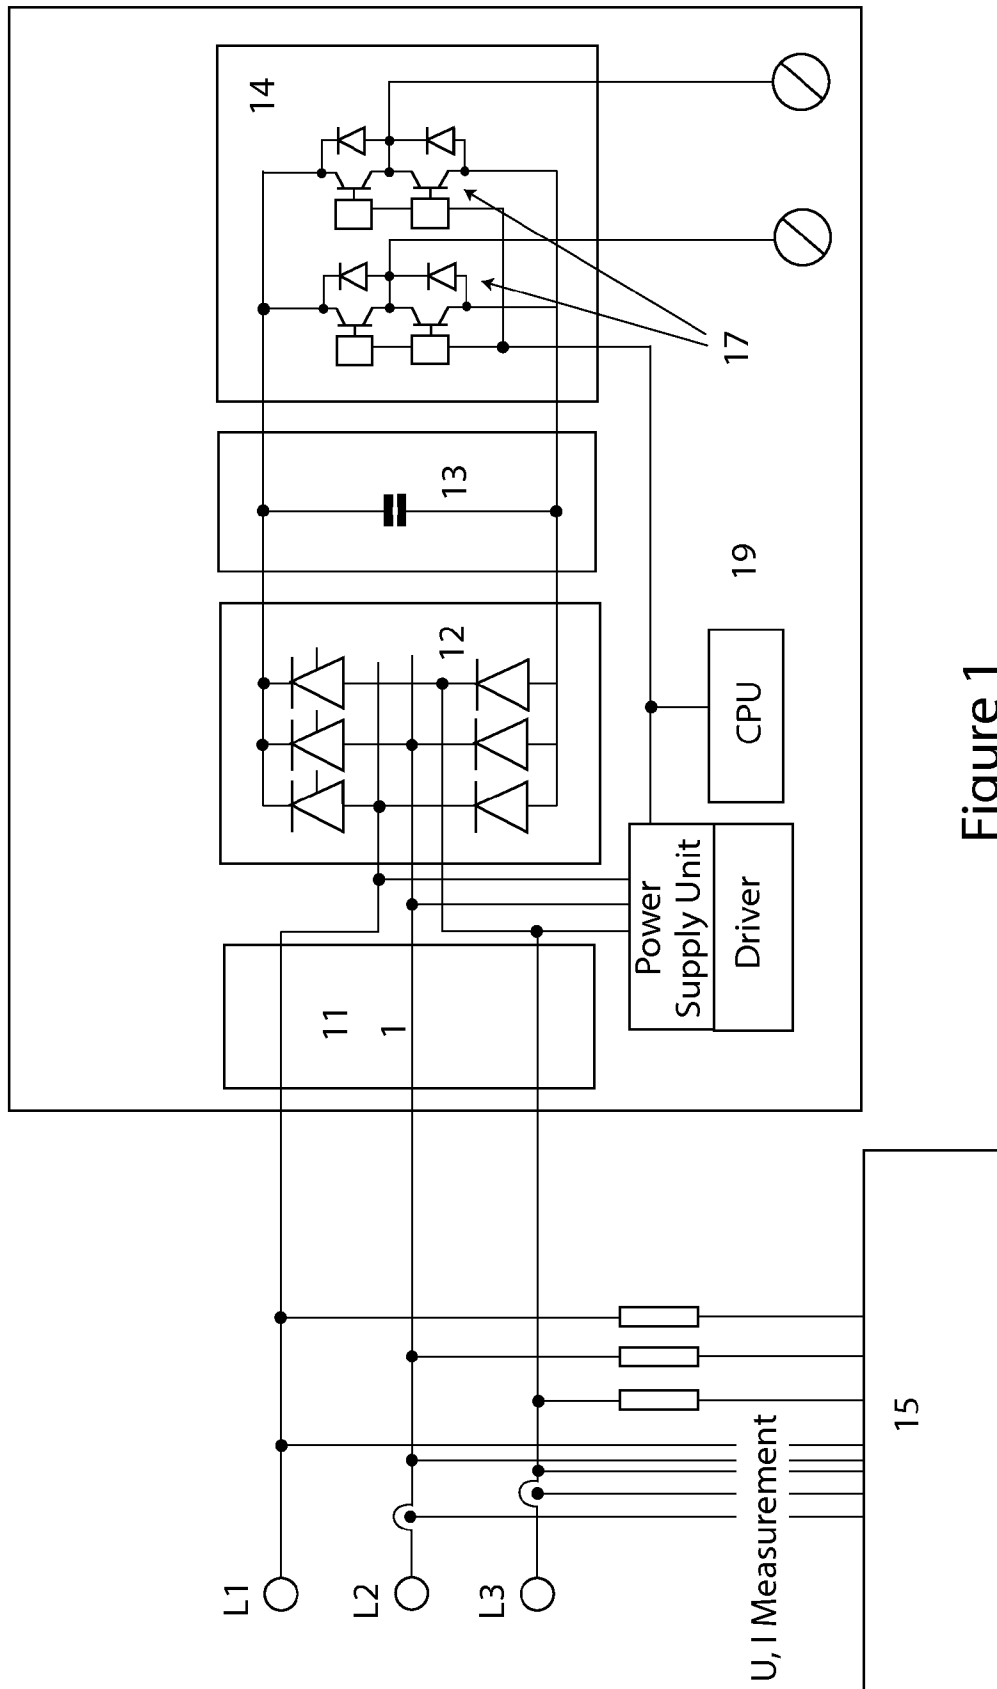 L1
L2
L3
U, I Measurement
15
11
1
12
13
14
17
19
Power
Supply Unit
Driver
CPU
Figure 1